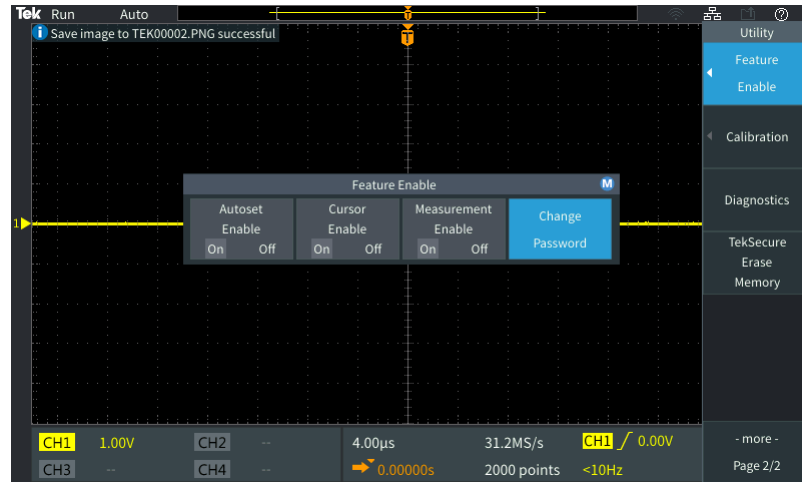 Tek Run Auto
T
i Save image to TEK00002.PNG successful
T
Utility
Feature
Enable
Calibration
Diagnostics
TekSecure
Erase
Memory
- more -
Page 2/2
Feature Enable M
Autoset
Enable
On Off
Cursor
Enable
On Off
Measurement
Enable
On Off
Change
Password
1
CH1 1.00V CH2 -- 4.00µs 31.2MS/s CH1 0.00V
CH3 -- CH4 -- 0.00000s 2000 points <10Hz